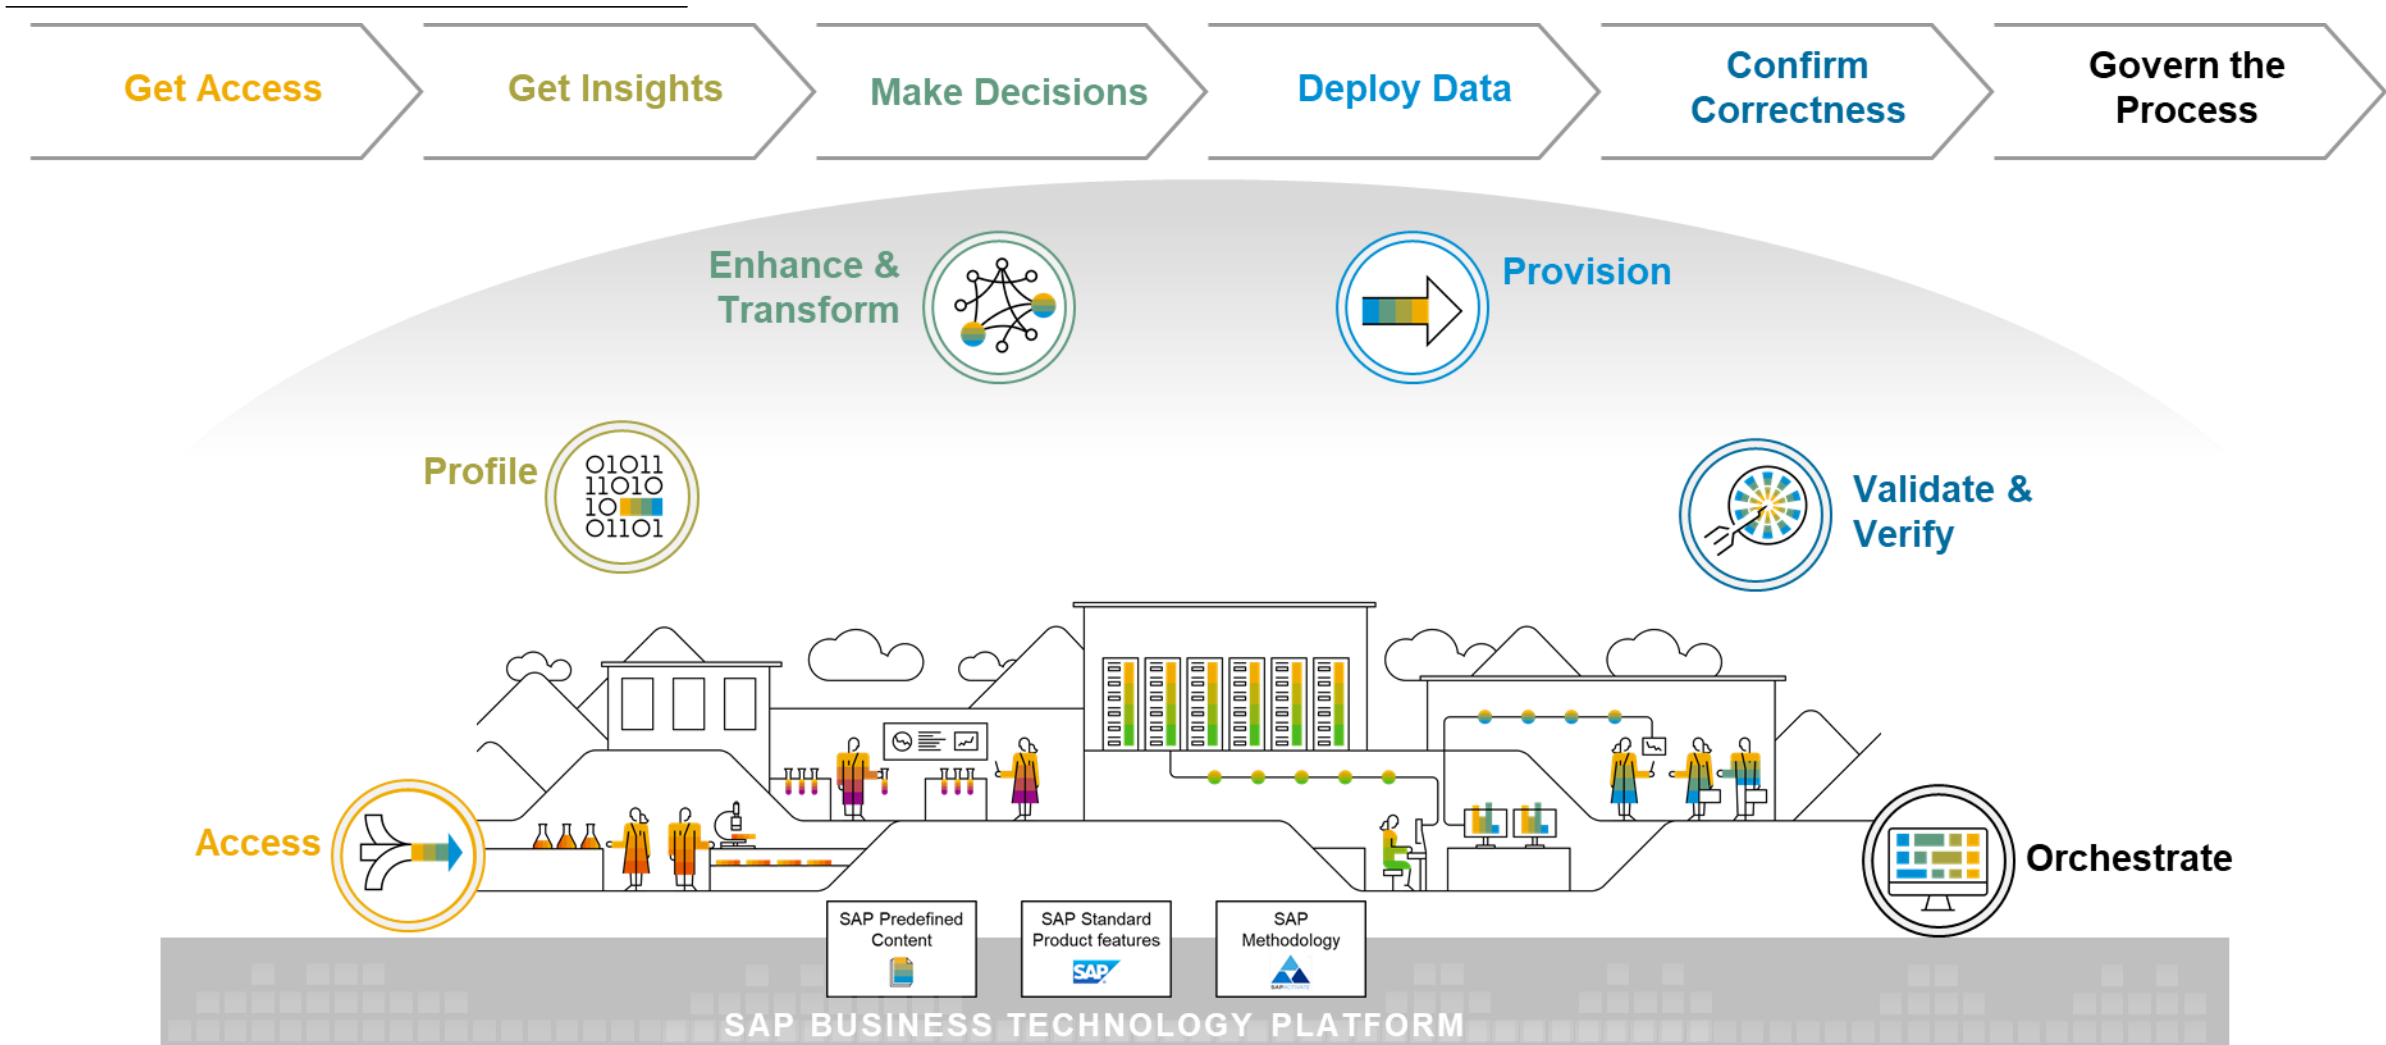 Get Access
Get Insights
Make Decisions
Deploy Data
Confirm
Correctness
Govern the
Process
Enhance &
Transform
Provision
Profile
01011
11010
10
01101
Validate &
Verify
Access
Orchestrate
SAP Predefined
Content
SAP Standard
Product features
SAP
SAP
Methodology
SAP ACTIVATE
SAP BUSINESS TECHNOLOGY PLATFORM